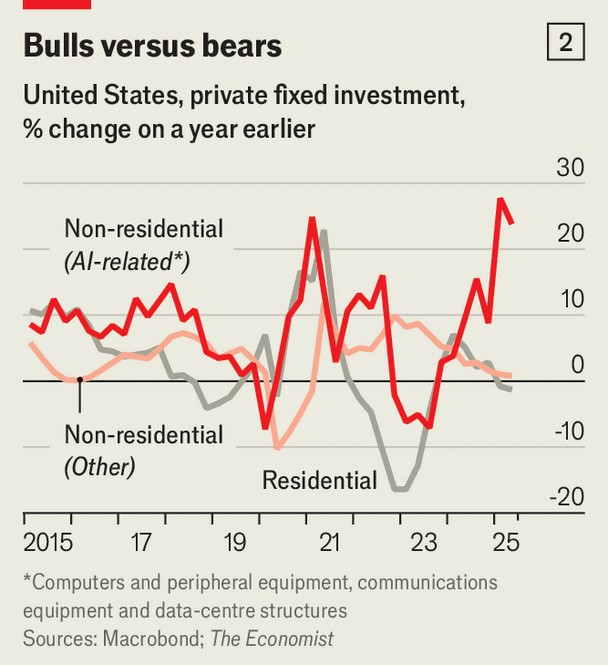 Bulls versus bears
2
United States, private fixed investment,
% change on a year earlier
30
Non-residential
(AI-related*)
20
10
0
Non-residential
(Other)
-10
Residential
-20
2015 17 19 21 23 25
*Computers and peripheral equipment, communications
equipment and data-centre structures
Sources: Macrobond; The Economist